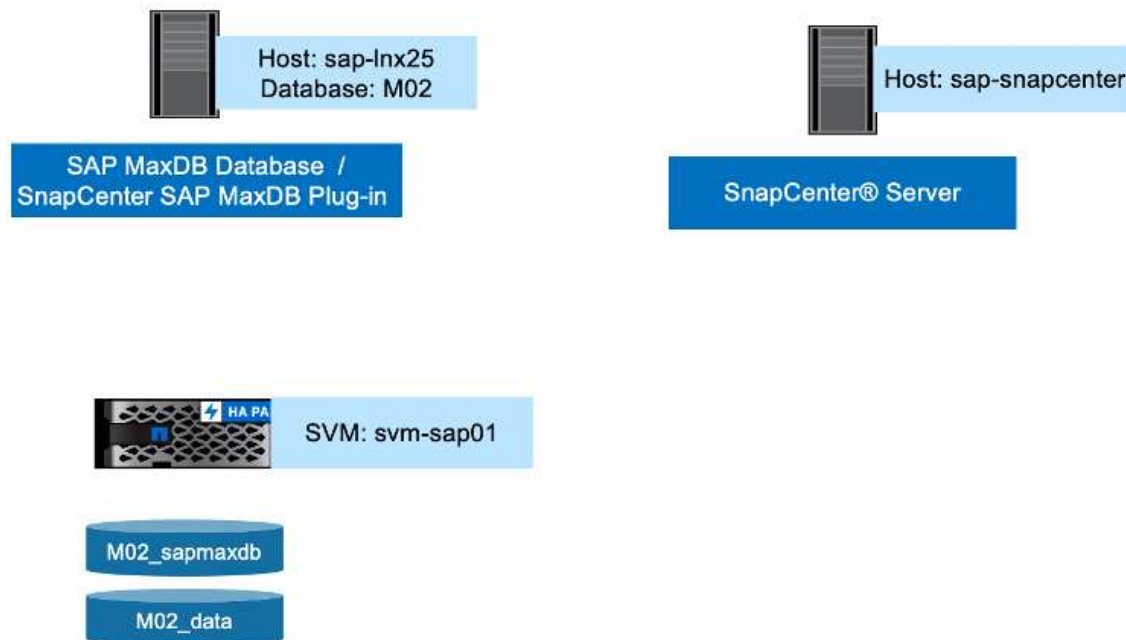 Host: sap-lnx25
Database: M02
Host: sap-snapcenter
SAP MaxDB Database /
SnapCenter SAP MaxDB Plug-in
SnapCenter® Server
HA PA
SVM: svm-sap01
M02_sapmaxdb
M02_data